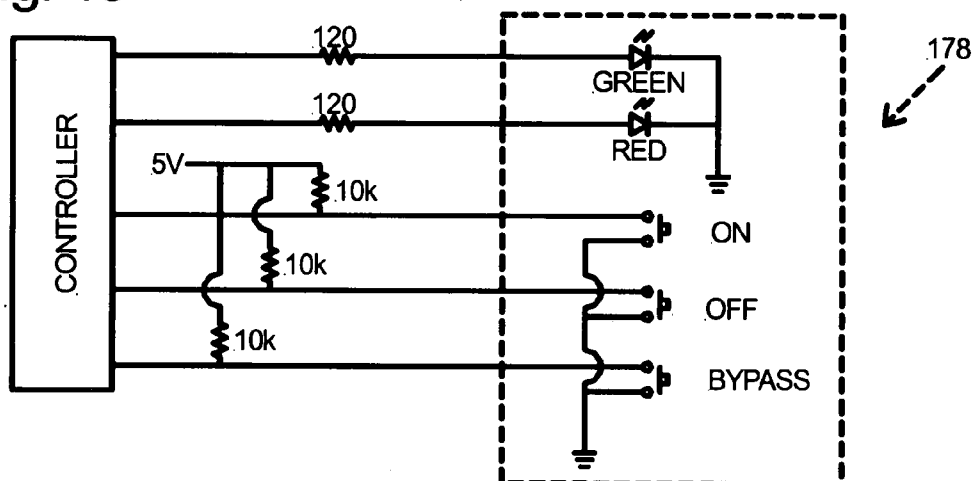 120
GREEN
120
RED
178
5V
10k
10k
10k
CONTROLLER
ON
OFF
BYPASS